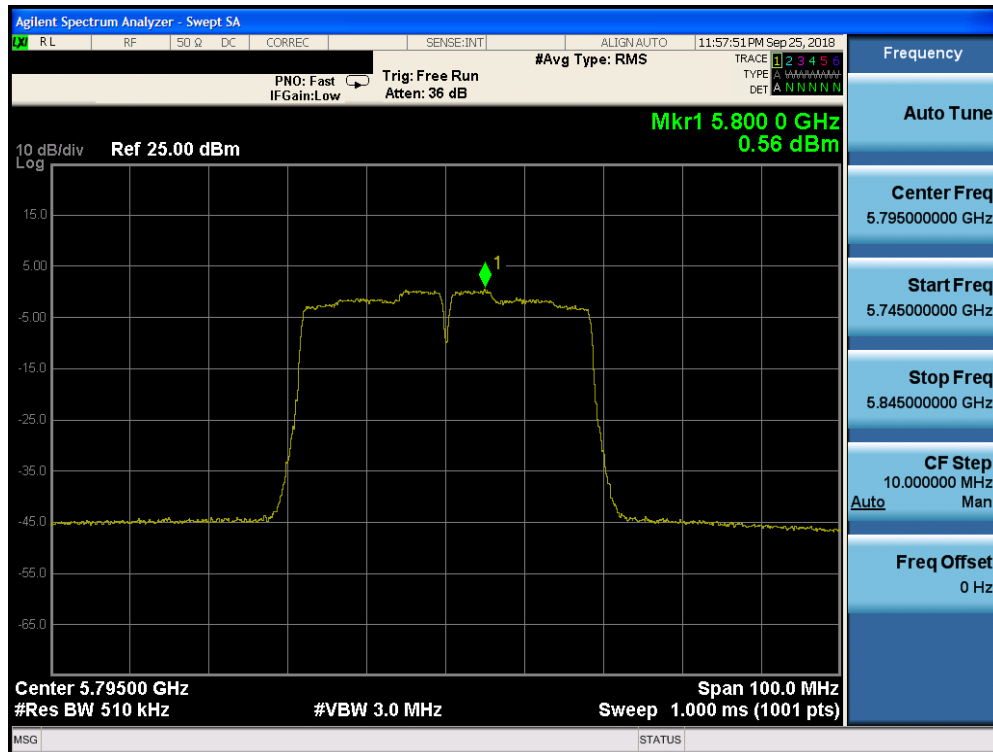 Agilent Spectrum Analyzer - Swept SA
LXI RL RF 50 Ω DC CORREC SENSE:INT ALIGN AUTO 11:57:51 PM Sep 25, 2018
#Avg Type: RMS
TRACE 1 2 3 4 5 6
PNO: Fast Trig: Free Run
TYPE A WWWWW
IFGain:Low Atten: 36 dB
DET A N N N N N
Mkr1 5.800 0 GHz
0.56 dBm
10 dB/div Ref 25.00 dBm
Log
15.0
5.00
1
-5.00
-15.0
-25.0
-35.0
-45.0
-55.0
-65.0
Center 5.79500 GHz Span 100.0 MHz
#Res BW 510 kHz #VBW 3.0 MHz Sweep 1.000 ms (1001 pts)
MSG STATUS
Frequency
Auto Tune
Center Freq
5.795000000 GHz
Start Freq
5.745000000 GHz
Stop Freq
5.845000000 GHz
CF Step
10.000000 MHz
Auto Man
Freq Offset
0 Hz